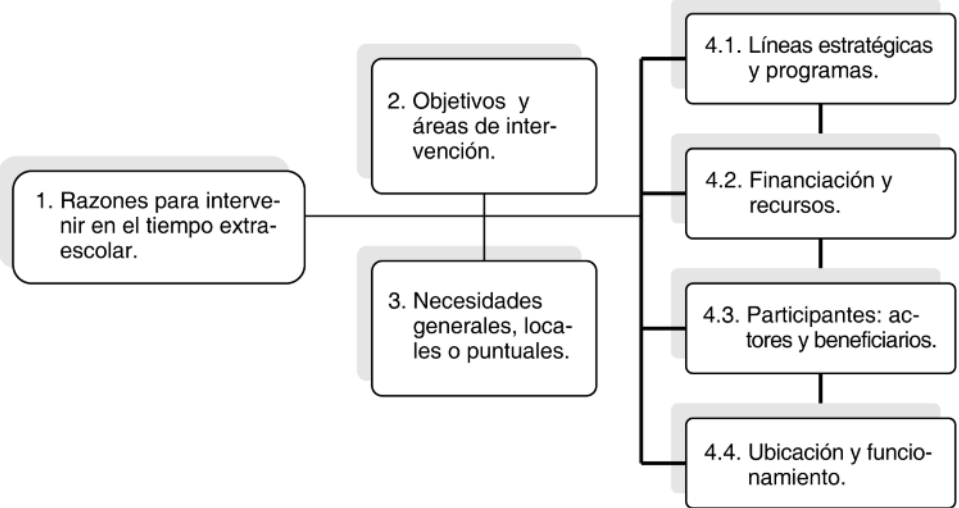 1. Razones para interve-
nir en el tiempo extra-
escolar.
2. Objetivos y
áreas de inter-
vención.
3. Necesidades
generales, loca-
les o puntuales.
4.1. Líneas estratégicas
y programas.
4.2. Financiación y
recursos.
4.3. Participantes: ac-
tores y beneficiarios.
4.4. Ubicación y funcio-
namiento.